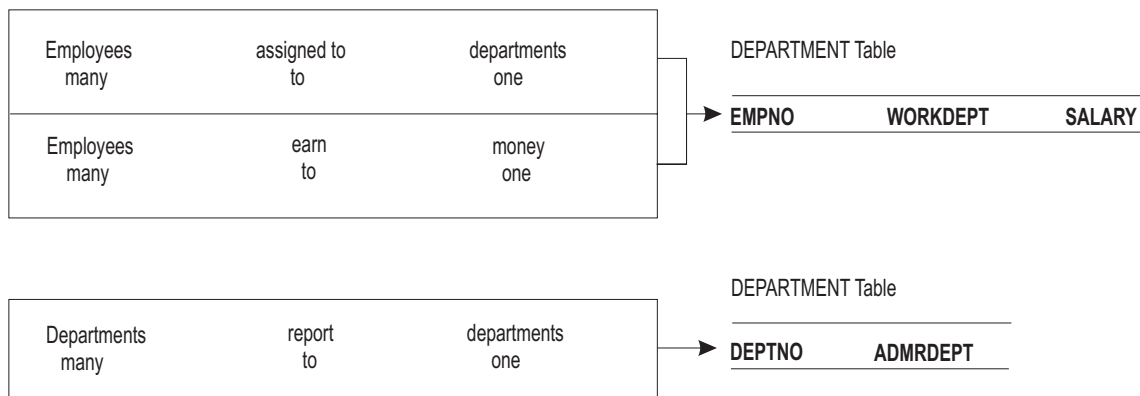 Employees assigned to departments
many to one
DEPARTMENT Table
EMPNO WORKDEPT SALARY
Employees earn money
many to one
DEPARTMENT Table
Departments report departments
many to one
DEPTNO ADMRDEPT